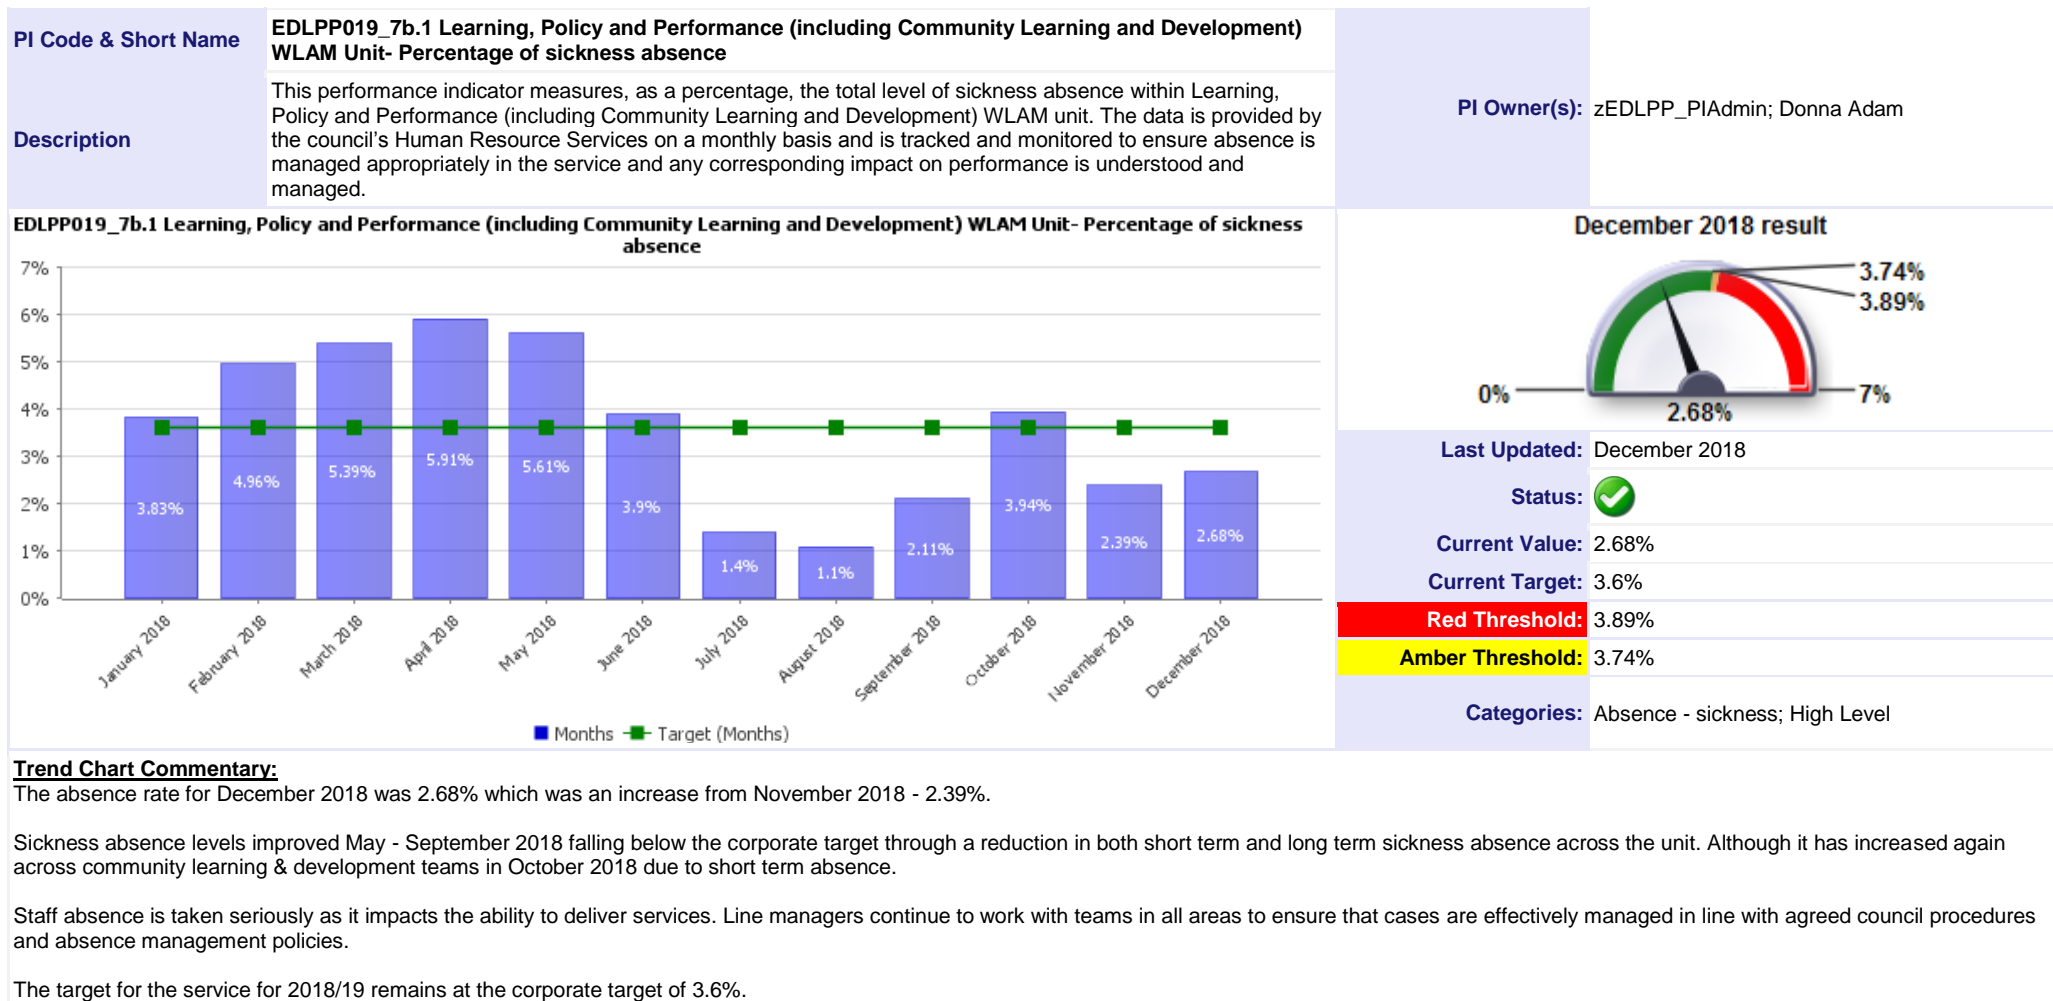 PI Code & Short Name
EDLPP019_7b.1 Learning, Policy and Performance (including Community Learning and Development)
WLAM Unit- Percentage of sickness absence
Description
This performance indicator measures, as a percentage, the total level of sickness absence within Learning,
Policy and Performance (including Community Learning and Development) WLAM unit. The data is provided by
the council's Human Resource Services on a monthly basis and is tracked and monitored to ensure absence is
managed appropriately in the service and any corresponding impact on performance is understood and
managed.
PI Owner(s): zEDLPP_PIAdmin; Donna Adam
EDLPP019_7b.1 Learning, Policy and Performance (including Community Learning and Development) WLAM Unit- Percentage of sickness
absence
7%
6%
5%
4%
3%
2%
1%
0%
3.83%
4.96%
5.39%
5.91%
5.61%
3.9%
1.4%
1.1%
2.11%
3.94%
2.39%
2.68%
January 2018
February 2018
March 2018
April 2018
May 2018
June 2018
July 2018
August 2018
September 2018
October 2018
November 2018
December 2018
Months
Target (Months)
December 2018 result
3.74%
3.89%
0%
7%
2.68%
Last Updated: December 2018
Status:
Current Value: 2.68%
Current Target: 3.6%
Red Threshold: 3.89%
Amber Threshold: 3.74%
Categories: Absence - sickness; High Level
Trend Chart Commentary:
The absence rate for December 2018 was 2.68% which was an increase from November 2018 - 2.39%.
Sickness absence levels improved May - September 2018 falling below the corporate target through a reduction in both short term and long term sickness absence across the unit. Although it has increased again
across community learning & development teams in October 2018 due to short term absence.
Staff absence is taken seriously as it impacts the ability to deliver services. Line managers continue to work with teams in all areas to ensure that cases are effectively managed in line with agreed council procedures
and absence management policies.
The target for the service for 2018/19 remains at the corporate target of 3.6%.